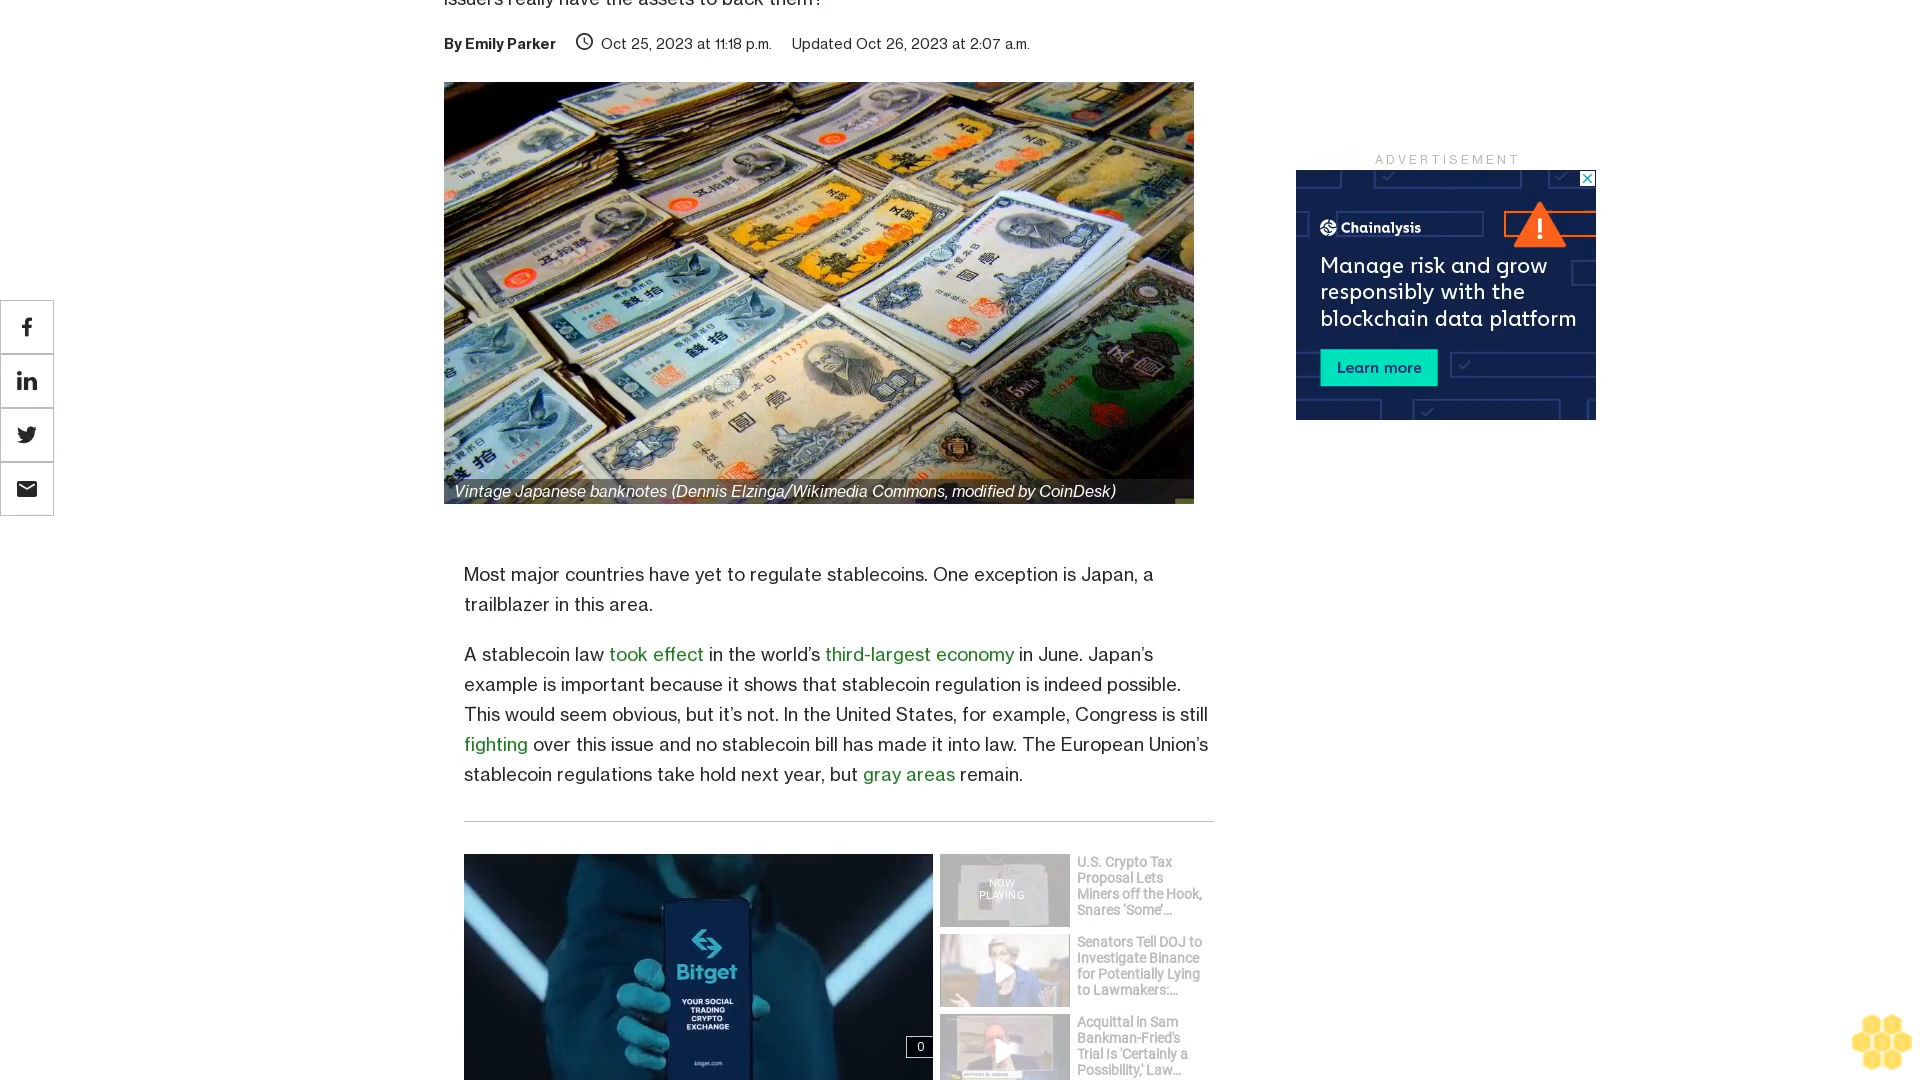 By Emily Parker
Oct 25, 2023 at 11:18 p.m.
Updated Oct 26, 2023 at 2:07 a.m.
Vintage Japanese banknotes (Dennis Elzinga/Wikimedia Commons, modified by CoinDesk)
Most major countries have yet to regulate stablecoins. One exception is Japan, a
trailblazer in this area.
A stablecoin law took effect in the world’s third-largest economy in June. Japan’s
example is important because it shows that stablecoin regulation is indeed possible.
This would seem obvious, but it’s not. In the United States, for example, Congress is still
fighting over this issue and no stablecoin bill has made it into law. The European Union’s
stablecoin regulations take hold next year, but gray areas remain.
Bitget
YOUR SOCIAL
TRADING
CRYPTO
EXCHANGE
bitget.com
0
NOW
PLAYING
U.S. Crypto Tax
Proposal Lets
Miners off the Hook,
Snares ‘Some’...
Senators Tell DOJ to
Investigate Binance
for Potentially Lying
to Lawmakers:...
Acquittal in Sam
Bankman-Fried's
Trial Is 'Certainly a
Possibility,' Law...
ADVERTISEMENT
Chainalysis
Manage risk and grow
responsibly with the
blockchain data platform
Learn more